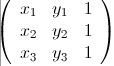 x₁ y₁ 1
x₂ y₂ 1
x₃ y₃ 1